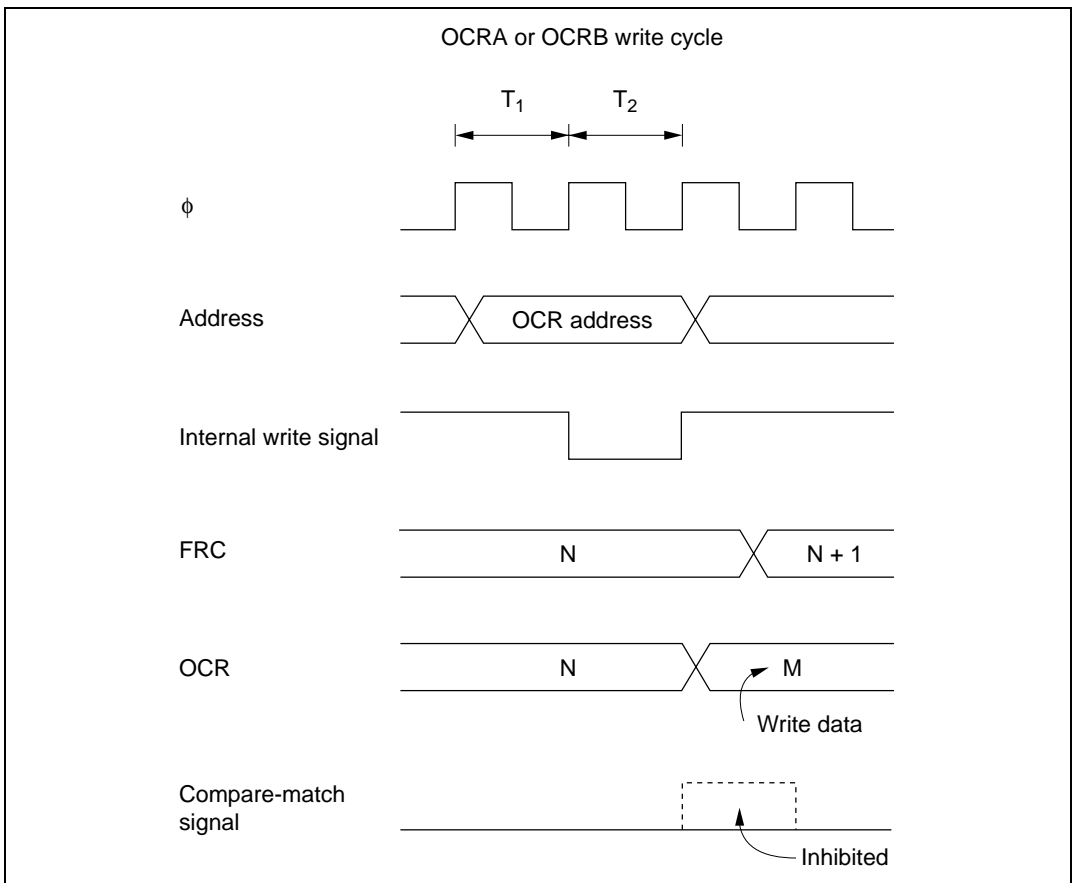 OCRA or OCRB write cycle
T₁ T₂
ϕ
Address
OCR address
Internal write signal
FRC
N
N + 1
OCR
N
M
Write data
Compare-match
signal
Inhibited